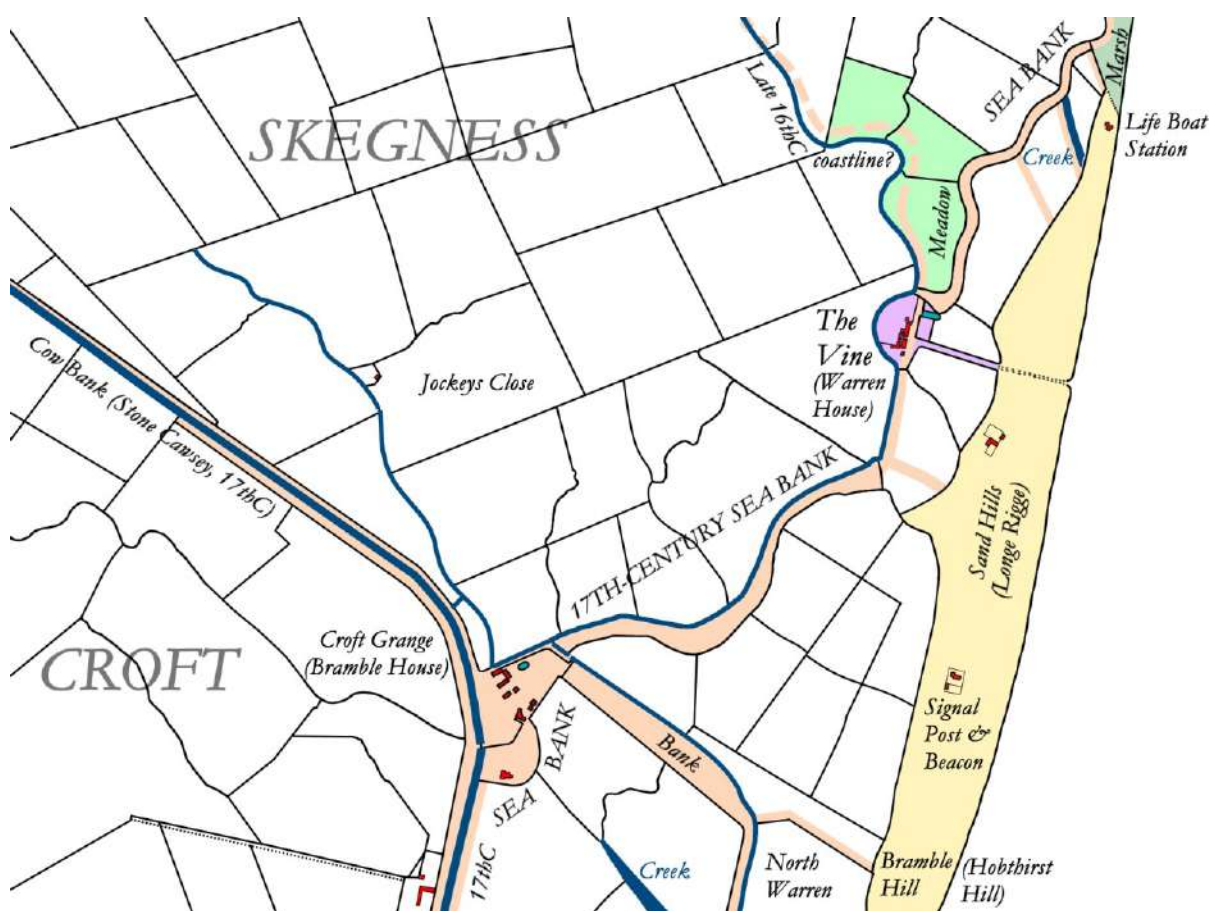 Marsh
SEA BANK
Late 16thC
coastline?
Life Boat
Station
Creek
SKEGNESS
Meadow
The
Vine
(Warren
House)
Cow Bank (Stone Cawsey, 17thC)
Jockeys Close
17TH-CENTURY SEA BANK
Sand Hills
(Longe Rigge)
Croft Grange
(Bramble House)
CROFT
Signal
Post &
Beacon
Bank
SEA BANK
17thC
Creek
North
Warren
Bramble
Hill
(Hobthirst
Hill)